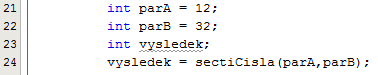 21 int parA = 12;
22 int parB = 32;
23 int vysledek;
24 vysledek = sectiCisla(parA,parB);